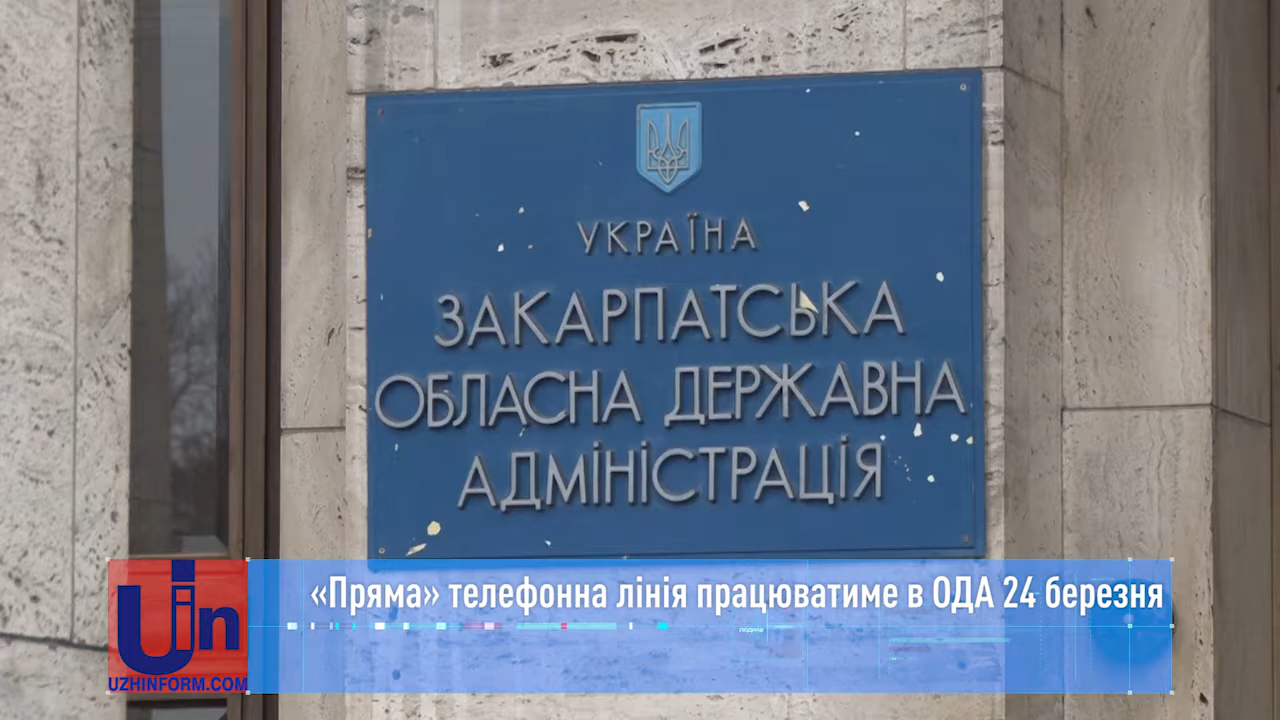 УКРАЇНА
ЗАКАРПАТСЬКА
ОБЛАСНА ДЕРЖАВНА
АДМІНІСТРАЦІЯ
«Пряма» телефонна лінія працюватиме в ОДА 24 березня
Uin
UZHINFORM.COM